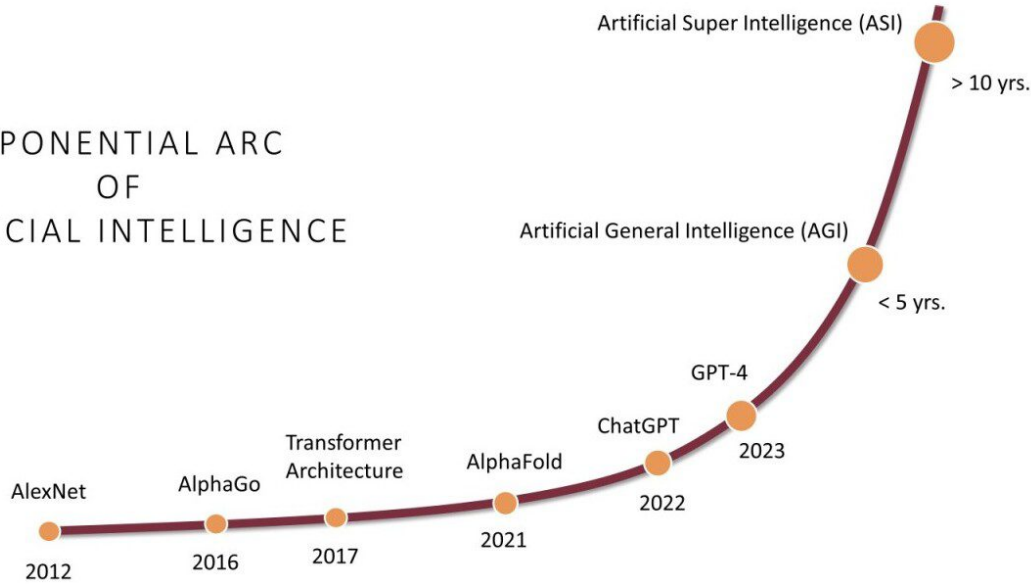 Artificial Super Intelligence (ASI)
> 10 yrs.
PONENTIAL ARC
OF
CIAL INTELLIGENCE
Artificial General Intelligence (AGI)
< 5 yrs.
GPT-4
2023
ChatGPT
2022
AlphaFold
2021
Transformer
Architecture
2017
AlphaGo
2016
AlexNet
2012